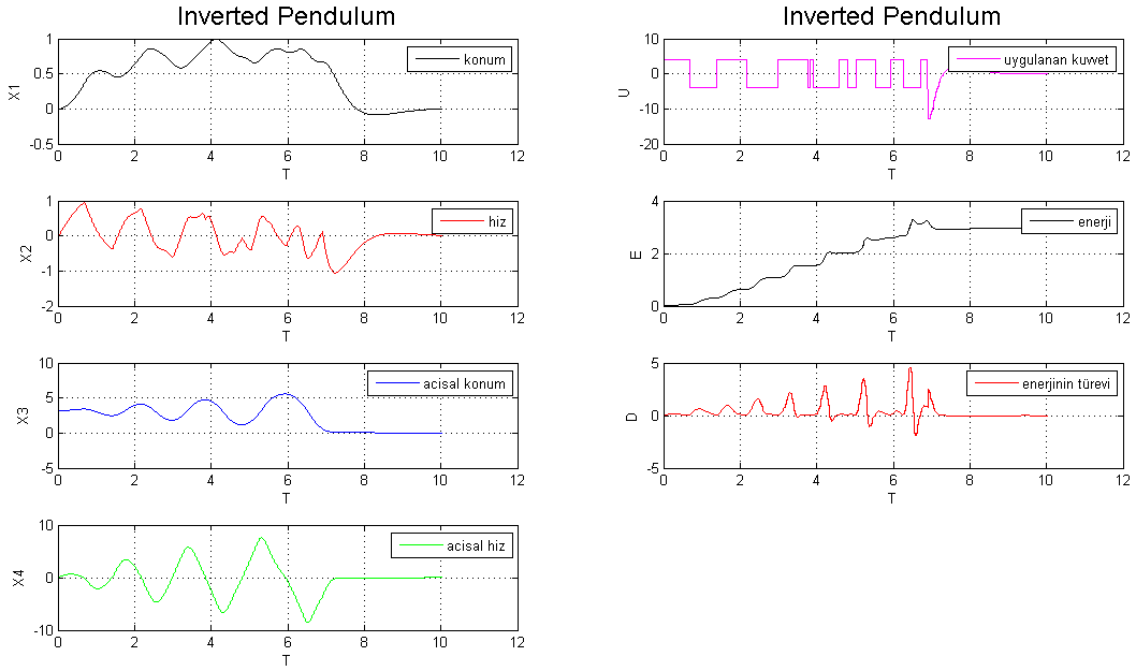 Inverted Pendulum
1
0.5
0
-0.5
X1
konum
0 2 4 6 8 10 12
T
1
0
-1
-2
X2
hiz
0 2 4 6 8 10 12
T
10
5
0
-5
X3
acisal konum
0 2 4 6 8 10 12
T
10
0
-10
X4
acisal hiz
0 2 4 6 8 10 12
T
Inverted Pendulum
10
0
-10
-20
U
uygulanan kuwet
0 2 4 6 8 10 12
T
4
2
0
E
enerji
0 2 4 6 8 10 12
T
5
0
-5
D
enerjinin türevi
0 2 4 6 8 10 12
T